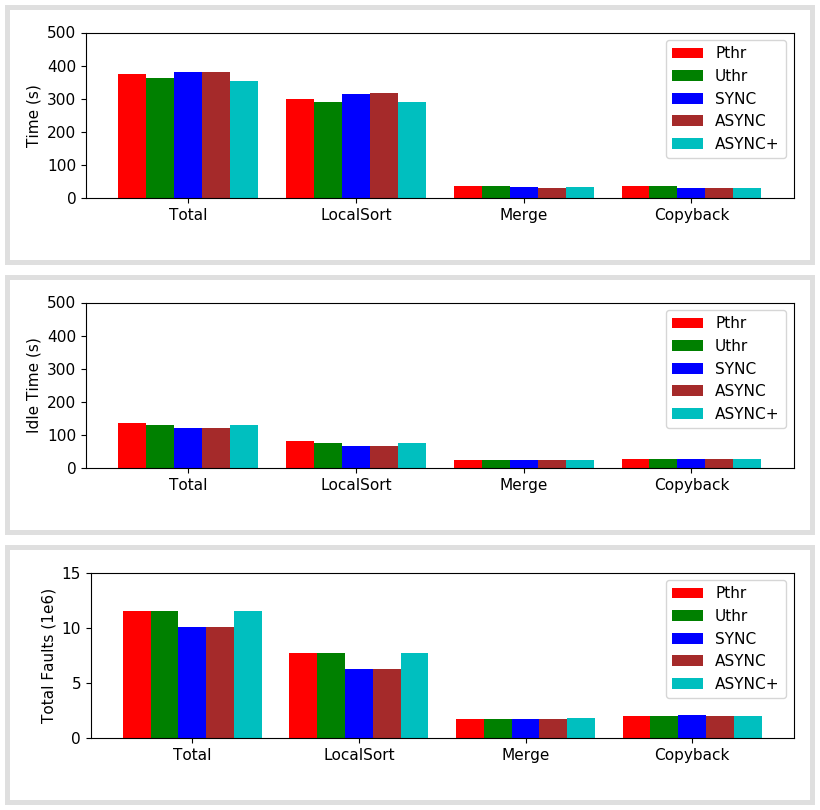 500
400
300
200
100
0
Time (s)
Pthr
Uthr
SYNC
ASYNC
ASYNC+
Total LocalSort Merge Copyback
500
400
300
200
100
0
Idle Time (s)
Pthr
Uthr
SYNC
ASYNC
ASYNC+
Total LocalSort Merge Copyback
15
10
5
0
Total Faults (1e6)
Pthr
Uthr
SYNC
ASYNC
ASYNC+
Total LocalSort Merge Copyback